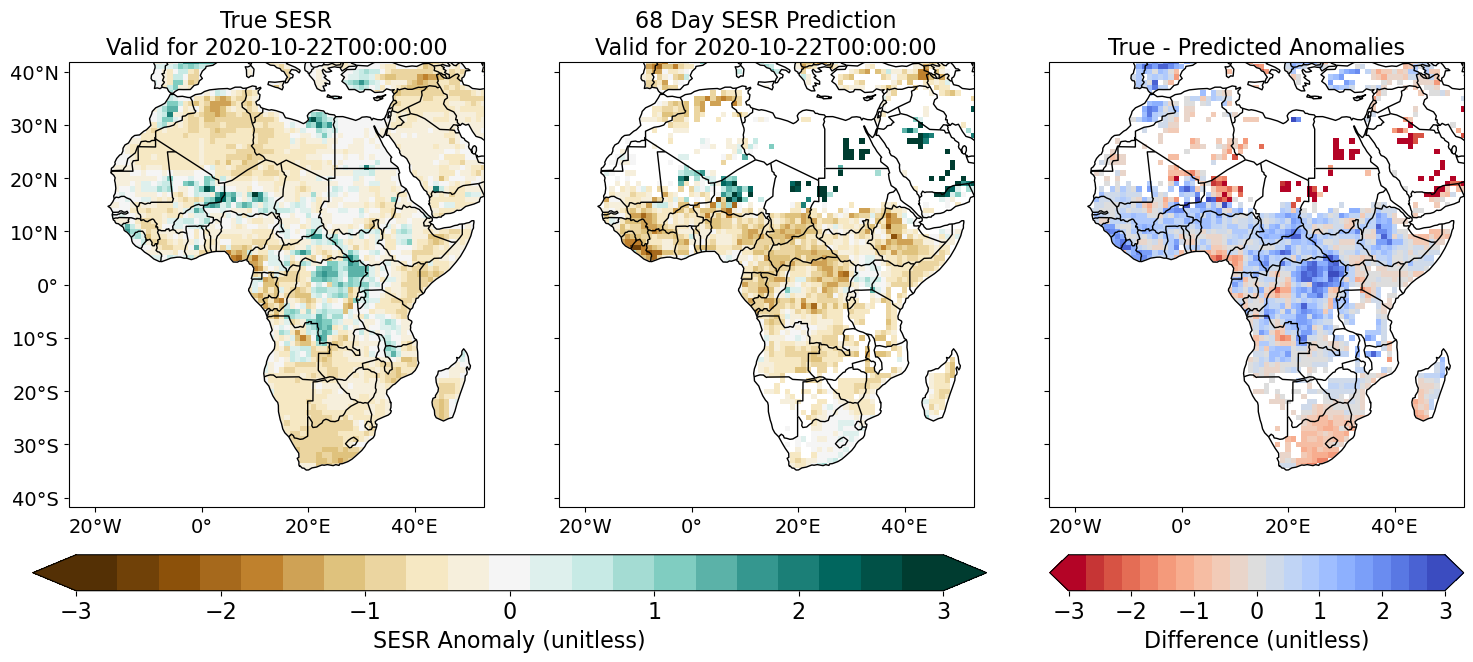 True SESR
Valid for 2020-10-22T00:00:00
68 Day SESR Prediction
Valid for 2020-10-22T00:00:00
True - Predicted Anomalies
40°N
30°N
20°N
10°N
0°
10°S
20°S
30°S
40°S
20°W 0° 20°E 40°E
20°W 0° 20°E 40°E
20°W 0° 20°E 40°E
−3 −2 −1 0 1 2 3
SESR Anomaly (unitless)
−3 −2 −1 0 1 2 3
Difference (unitless)